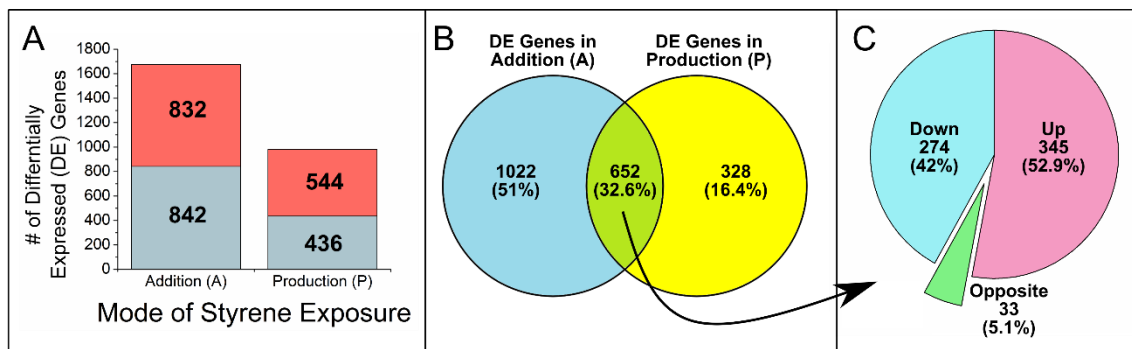 A
# of Differntially
Expressed (DE) Genes
1800
1600
1400
1200
1000
800
600
400
200
0
832
842
544
436
Addition (A)
Production (P)
Mode of Styrene Exposure
B
DE Genes in
Addition (A)
DE Genes in
Production (P)
1022
(51%)
652
(32.6%)
328
(16.4%)
C
Down
274
(42%)
Up
345
(52.9%)
Opposite
33
(5.1%)